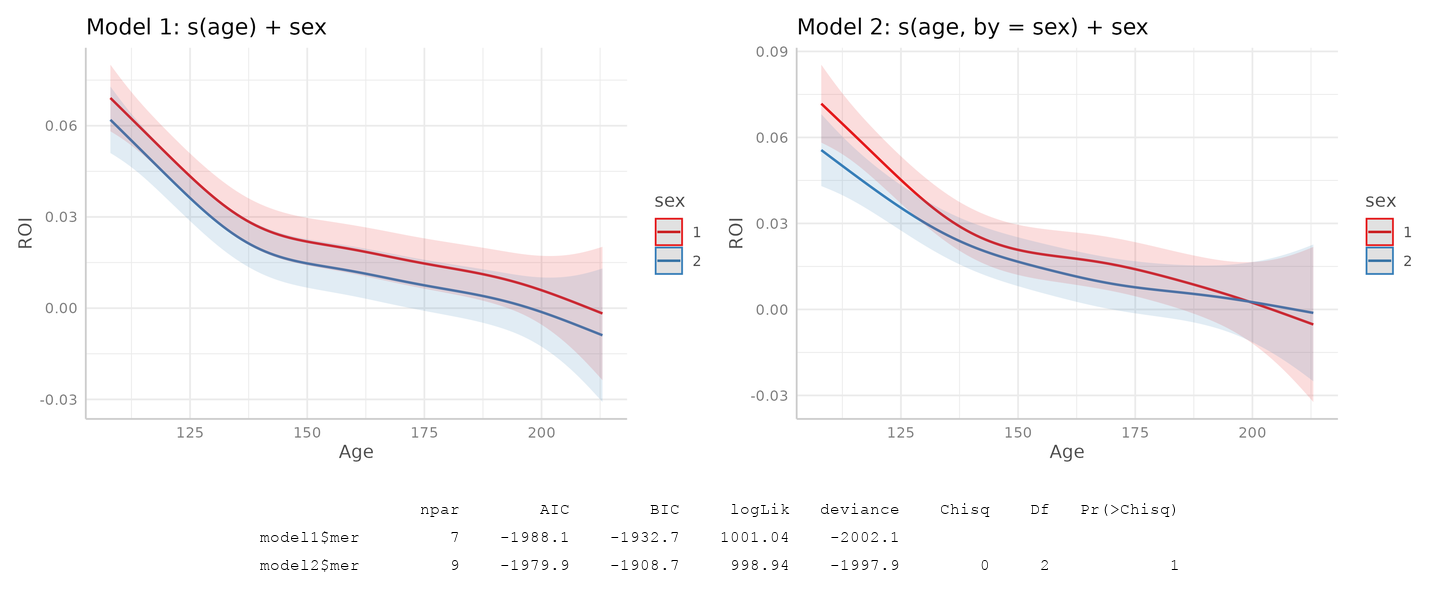 Model 1: s(age) + sex
0.06
0.03
0.00
-0.03
125 150 175 200
Age
ROI
sex
1
2
Model 2: s(age, by = sex) + sex
0.09
0.06
0.03
0.00
-0.03
125 150 175 200
Age
ROI
sex
1
2
npar AIC BIC logLik deviance Chisq Df Pr(>Chisq)
model1$mer 7 -1988.1 -1932.7 1001.04 -2002.1
model2$mer 9 -1979.9 -1908.7 998.94 -1997.9 0 2 1